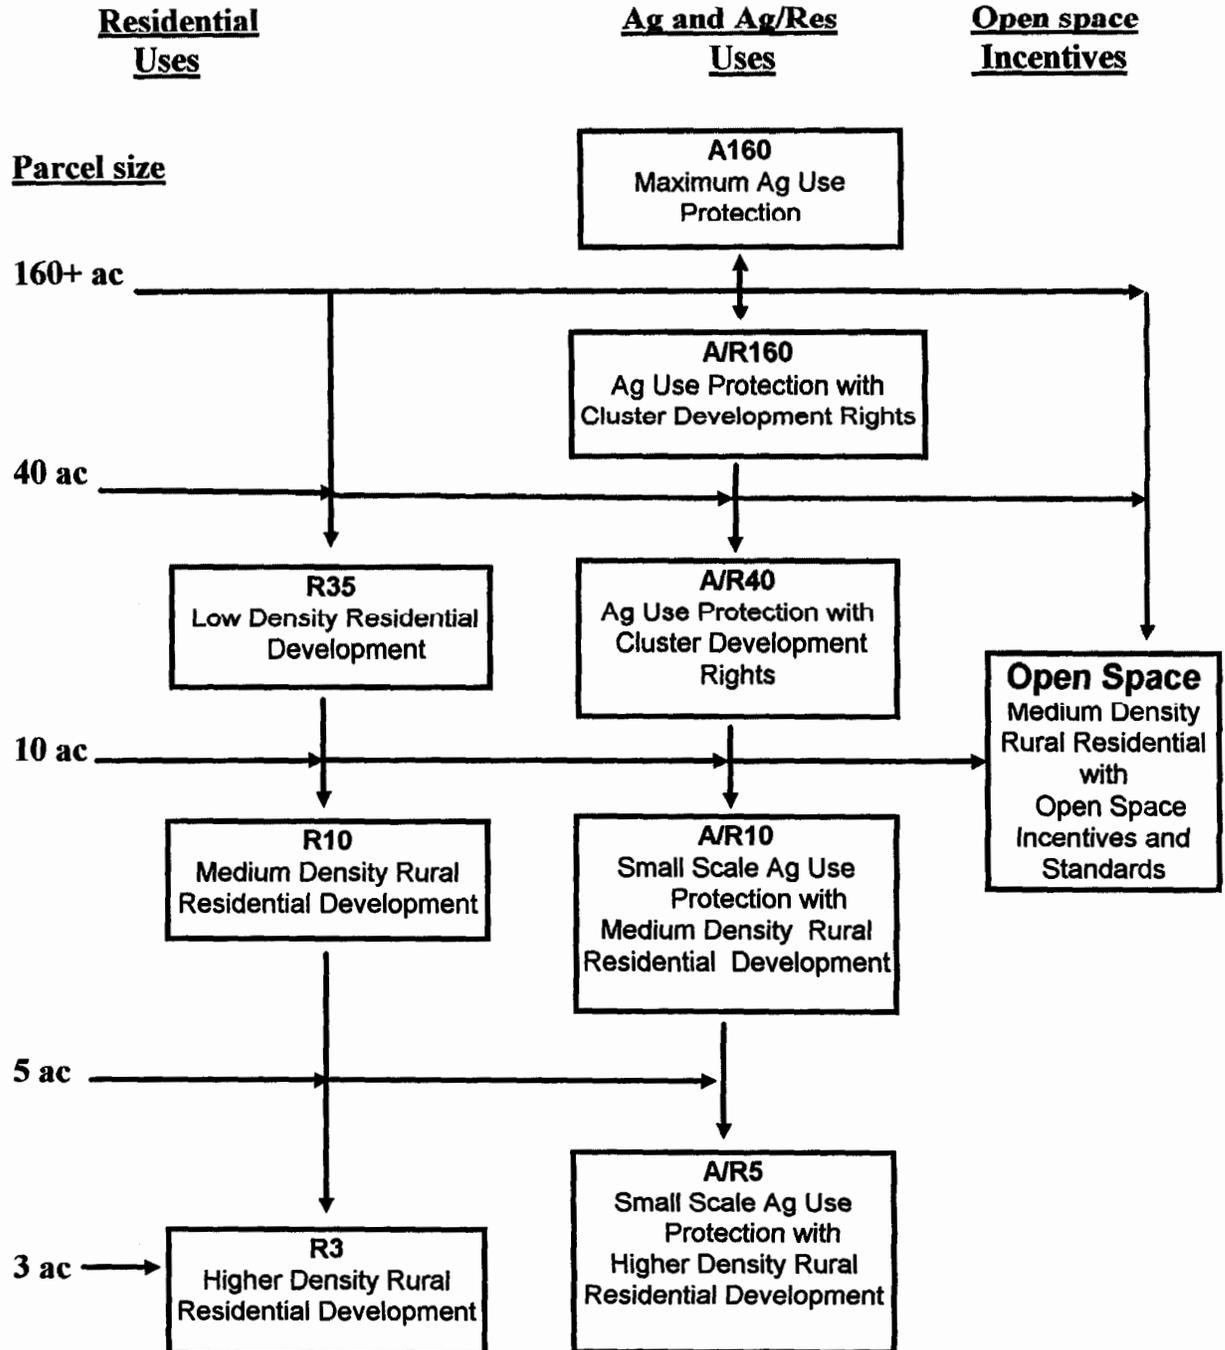 Residential
Uses
Ag and Ag/Res
Uses
Open space
Incentives
Parcel size
A160
Maximum Ag Use
Protection
160+ ac
A/R160
Ag Use Protection with
Cluster Development Rights
40 ac
R35
Low Density Residential
Development
A/R40
Ag Use Protection with
Cluster Development
Rights
Open Space
Medium Density
Rural Residential
with
Open Space
Incentives and
Standards
10 ac
R10
Medium Density Rural
Residential Development
A/R10
Small Scale Ag Use
Protection with
Medium Density Rural
Residential Development
5 ac
A/R5
Small Scale Ag Use
Protection with
Higher Density Rural
Residential Development
3 ac
R3
Higher Density Rural
Residential Development